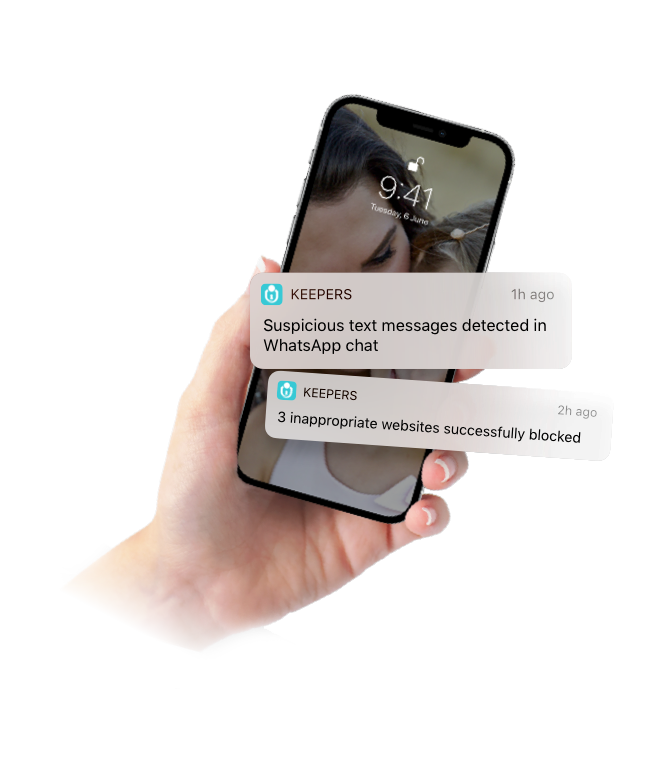 9:41
Tuesday, 6 June
KEEPERS
1h ago
Suspicious text messages detected in
WhatsApp chat
KEEPERS
2h ago
3 inappropriate websites successfully blocked